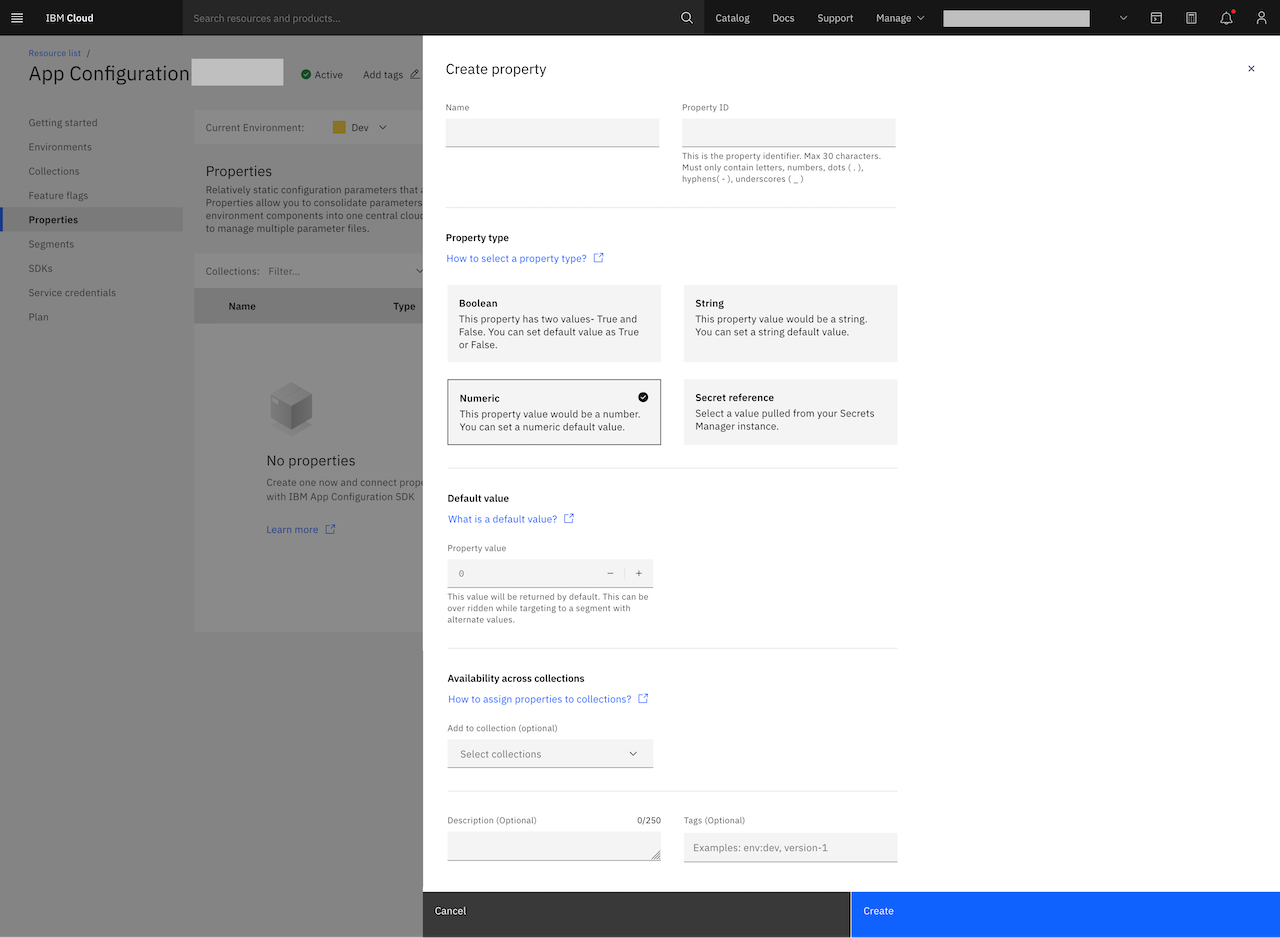 IBM Cloud
Search resources and products...
Catalog
Docs
Support
Manage
Resource list /
App Configuration
Active
Add tags
Getting started
Environments
Collections
Feature flags
Properties
Segments
SDKs
Service credentials
Plan
Current Environment:
Dev
Properties
Relatively static configuration parameters that a
Properties allow you to consolidate parameters
environment components into one central cloud
to manage multiple parameter files.
Collections: Filter...
Name
Type
No properties
Create one now and connect prope
with IBM App Configuration SDK
Learn more
Create property
Name
Property ID
This is the property identifier. Max 30 characters.
Must only contain letters, numbers, dots ( . ),
hyphens( - ), underscores ( _ )
Property type
How to select a property type?
Boolean
This property has two values- True and
False. You can set default value as True
or False.
String
This property value would be a string.
You can set a string default value.
Numeric
This property value would be a number.
You can set a numeric default value.
Secret reference
Select a value pulled from your Secrets
Manager instance.
Default value
What is a default value?
Property value
0
This value will be returned by default. This can be
over ridden while targeting to a segment with
alternate values.
Availability across collections
How to assign properties to collections?
Add to collection (optional)
Select collections
Description (Optional)
0/250
Tags (Optional)
Examples: env:dev, version-1
Cancel
Create